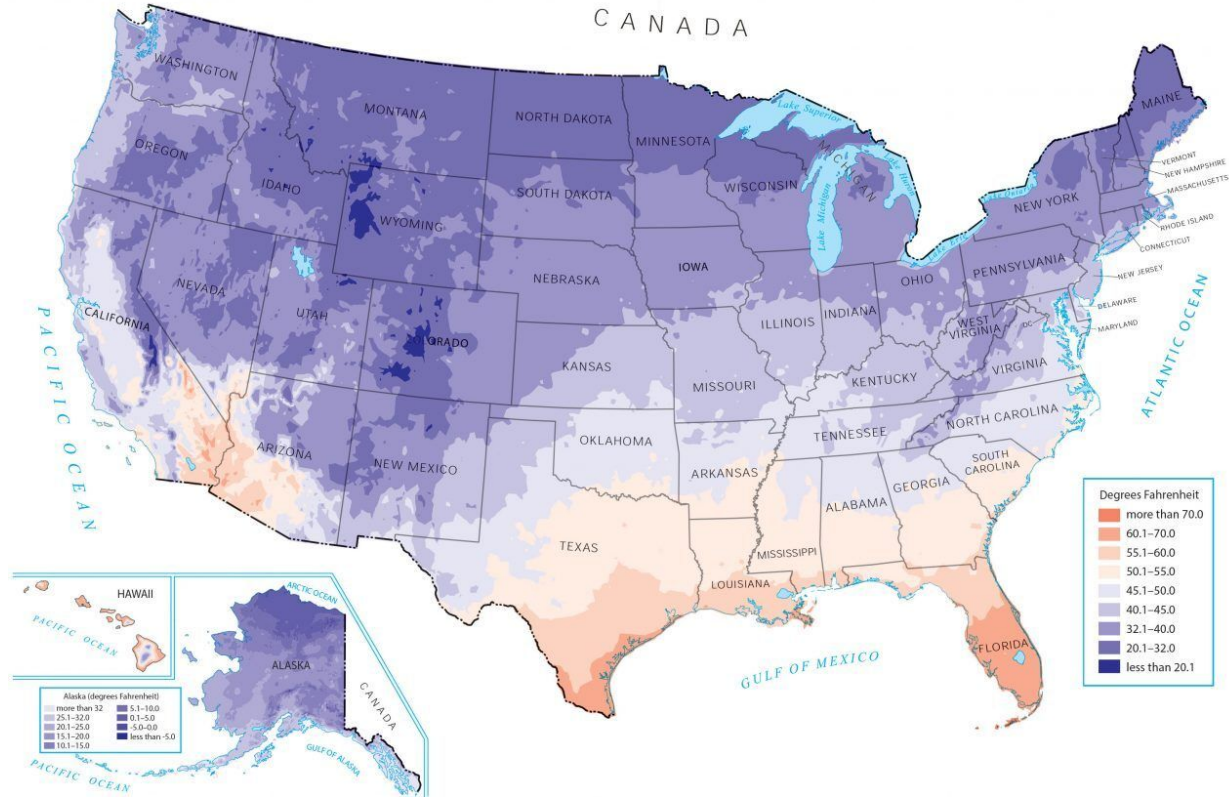 CANADA
WASHINGTON
MONTANA
NORTH DAKOTA
MINNESOTA
Lake Superior
MICHIGAN
MAINE
OREGON
IDAHO
WYOMING
SOUTH DAKOTA
WISCONSIN
Lake Michigan
Lake Huron
Lake Ontario
Lake Erie
NEW YORK
VERMONT
NEW HAMPSHIRE
MASSACHUSETTS
RHODE ISLAND
CONNECTICUT
NEW JERSEY
DELAWARE
MARYLAND
PACIFIC OCEAN
CALIFORNIA
NEVADA
UTAH
COLORADO
NEBRASKA
IOWA
ILLINOIS
INDIANA
OHIO
PENNSYLVANIA
WEST
VIRGINIA
DC
VIRGINIA
ATLANTIC OCEAN
KANSAS
MISSOURI
KENTUCKY
ARIZONA
NEW MEXICO
OKLAHOMA
ARKANSAS
TENNESSEE
NORTH CAROLINA
SOUTH
CAROLINA
TEXAS
LOUISIANA
MISSISSIPPI
ALABAMA
GEORGIA
FLORIDA
GULF OF MEXICO
Degrees Fahrenheit
more than 70.0
60.1–70.0
55.1–60.0
50.1–55.0
45.1–50.0
40.1–45.0
32.1–40.0
20.1–32.0
less than 20.1
HAWAII
PACIFIC OCEAN
ARCTIC OCEAN
ALASKA
CANADA
GULF OF ALASKA
PACIFIC OCEAN
Alaska (degrees Fahrenheit)
more than 32
25.1–32.0
20.1–25.0
15.1–20.0
10.1–15.0
5.1–10.0
0.1–5.0
-5.0–0.0
less than -5.0